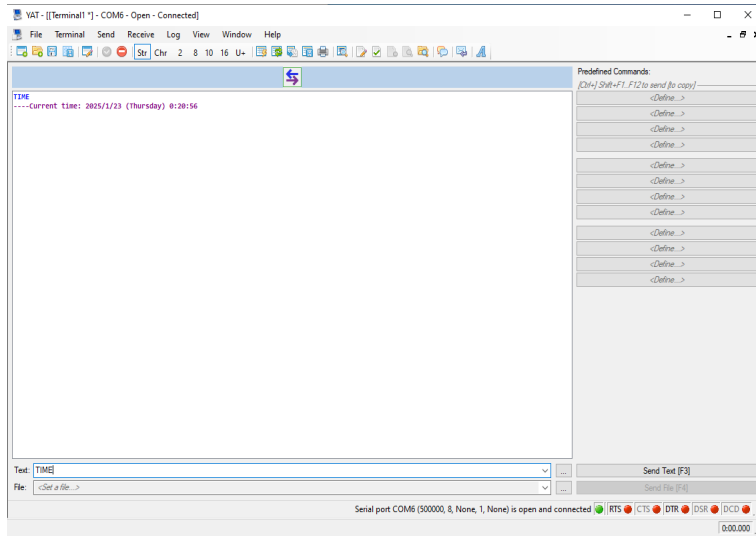 YAT - [[Terminal1 *] - COM6 - Open - Connected]
File Terminal Send Receive Log View Window Help
Str Chr 2 8 10 16 U+
Predefined Commands:
[Ctrl+] Shift+F1..F12 to send [to copy]
TIME
<Define...>
----Current time: 2025/1/23 (Thursday) 0:20:56
<Define...>
<Define...>
<Define...>
<Define...>
<Define...>
<Define...>
<Define...>
<Define...>
<Define...>
<Define...>
<Define...>
Text: TIME ... Send Text [F3]
File: <Set a file...> ... Send File [F4]
Serial port COM6 (500000, 8, None, 1, None) is open and connected RTS CTS DTR DSR DCD
0:00.000